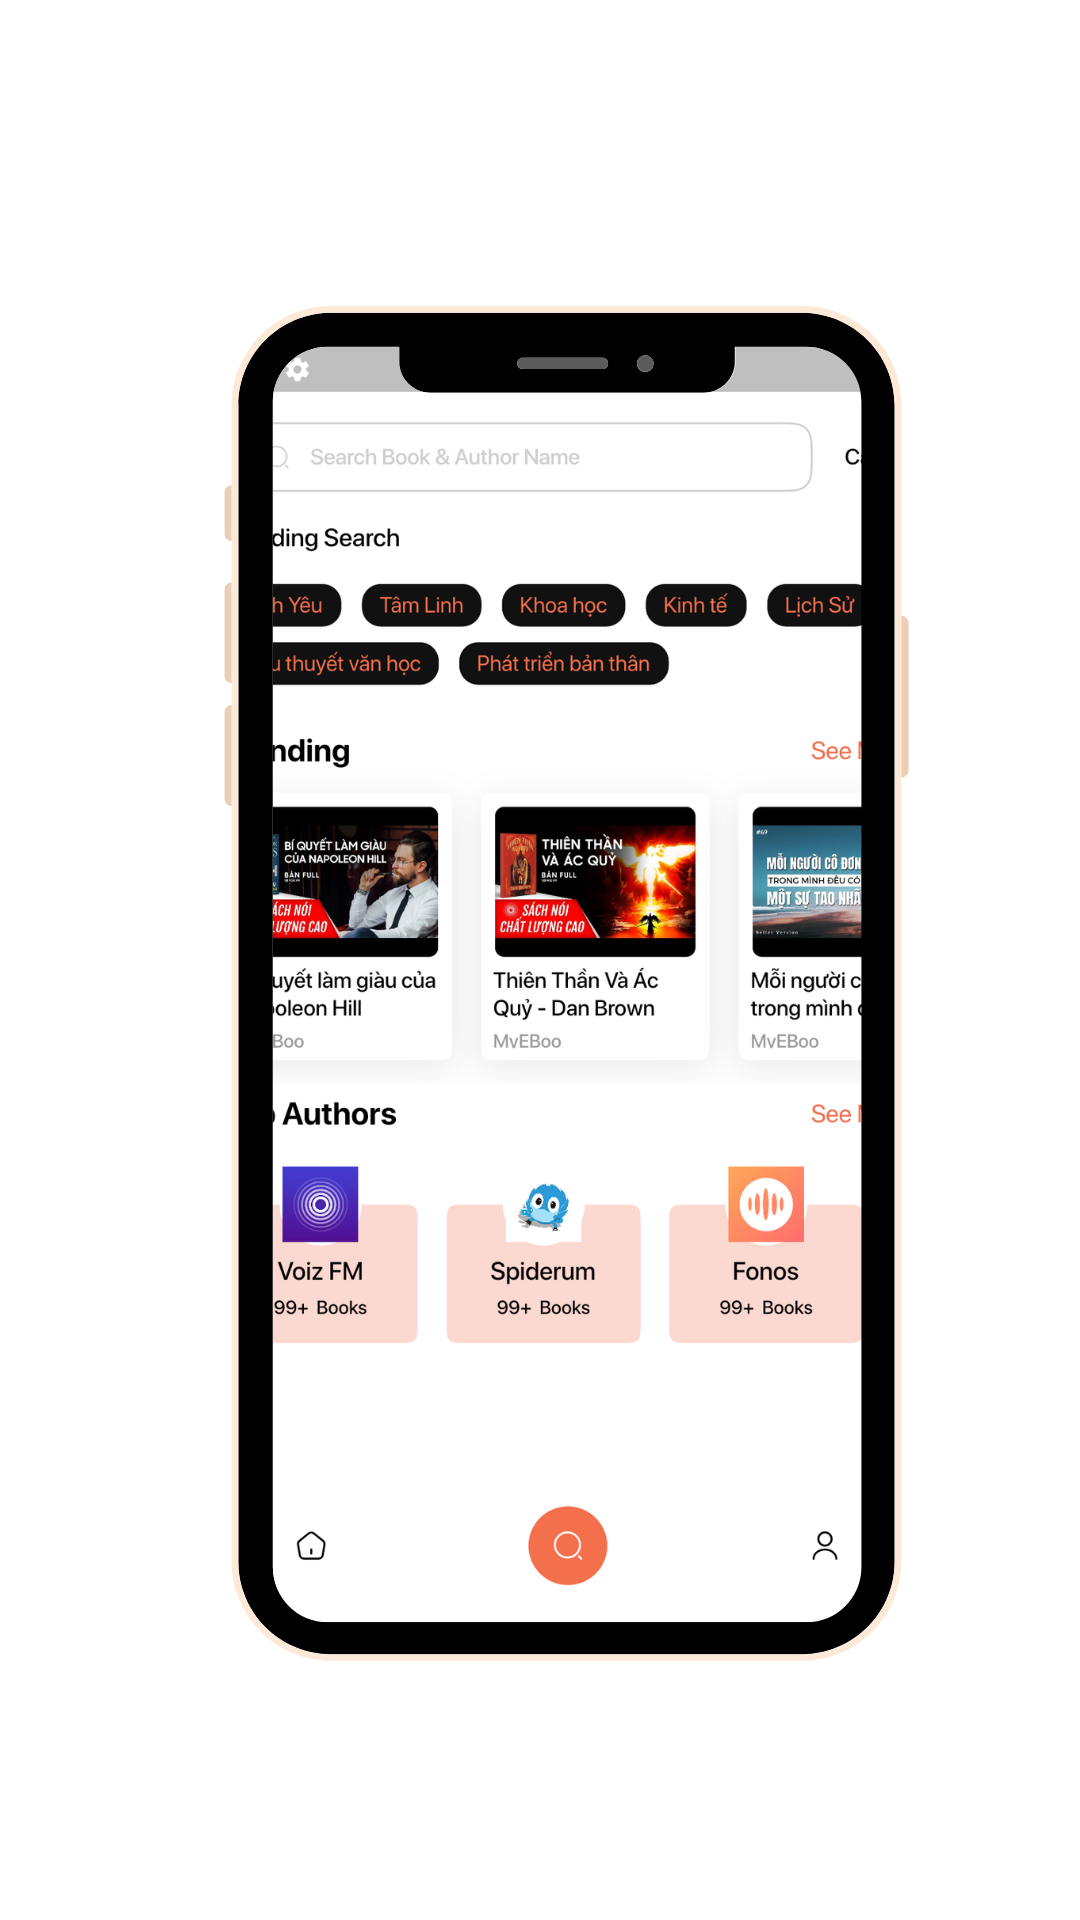 Search Book & Author Name
Ca
ding Search
h Yêu
Tâm Linh
Khoa học
Kinh tế
Lịch Sử
u thuyết văn học
Phát triển bản thân
nding
See M
BÍ QUYẾT LÀM GIÀU
CỦA NAPOLEON HILL
BẢN FULL
ÁCH NÓI
LƯỢNG CAO
THIÊN THẦN
VÀ ÁC QUỶ
BẢN FULL
SÁCH NÓI
CHẤT LƯỢNG CAO
#69
MỖI NGƯỜI CÔ ĐƠN
TRONG MÌNH ĐỀU CÓ
MỘT SỰ TAO NHÃ
Better Version
uyết làm giàu của
oleon Hill
Boo
Thiên Thần Và Ác
Quỷ - Dan Brown
MvEBoo
Mỗi người c
trong mình
MvEBoo
Authors
See M
Voiz FM
99+ Books
Spiderum
99+ Books
Fonos
99+ Books